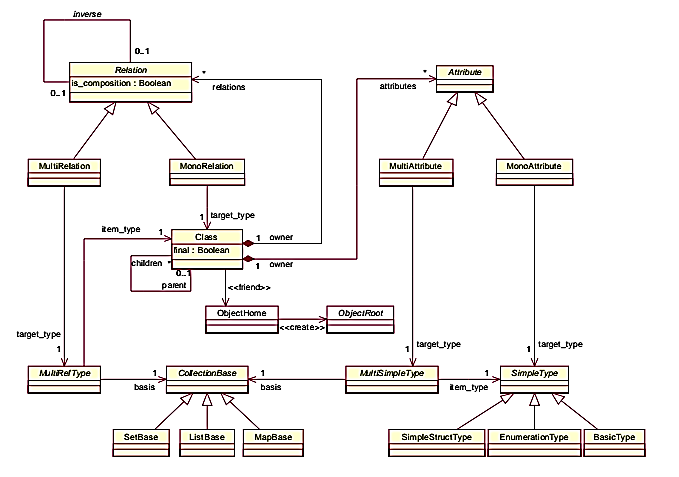 inverse
0..1
Relation
is_composition : Boolean
0..1
*
relations
*
attributes
Attribute
MultiRelation
MonoRelation
MultiAttribute
MonoAttribute
1
target_type
item_type
1
Class
final : Boolean
1
owner
1
owner
children
*
0..1
parent
<<friend>>
ObjectHome
<<create>>
ObjectRoot
target_type
1
target_type
1
target_type
1
MultiRelType
1
basis
CollectionBase
1
basis
MultiSimpleType
1
item_type
SimpleType
SetBase
ListBase
MapBase
SimpleStructType
EnumerationType
BasicType